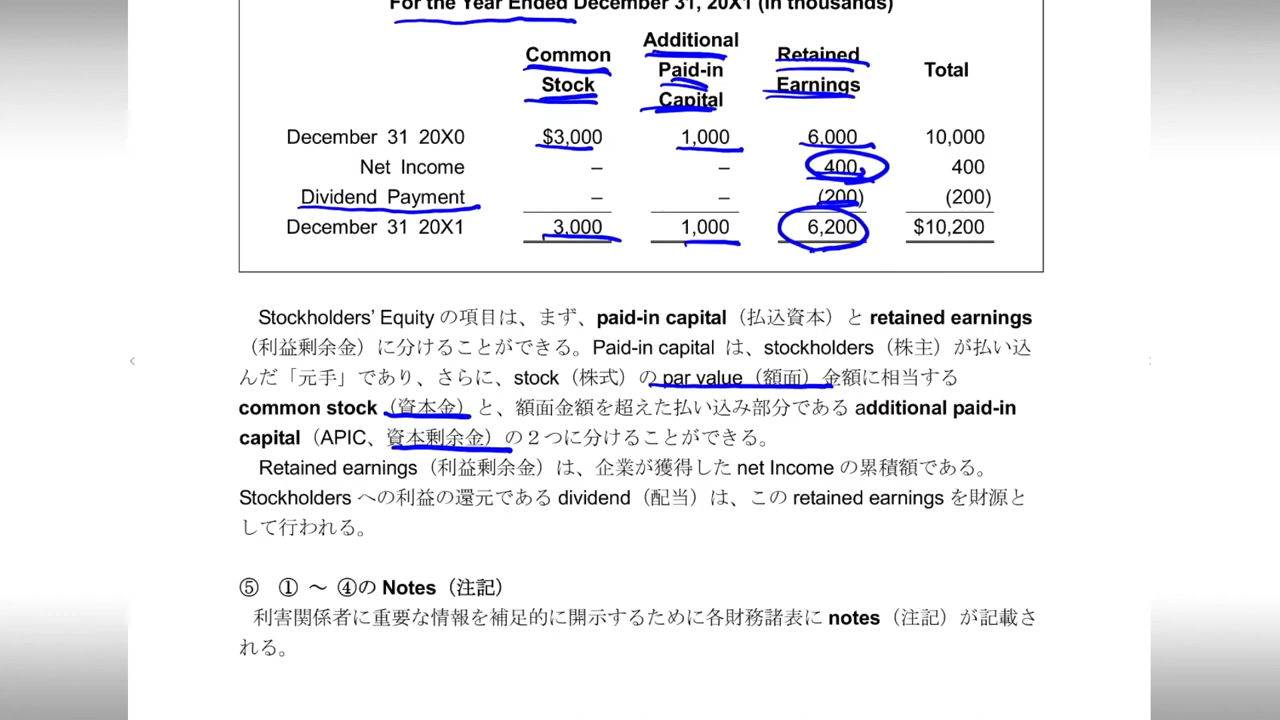 For the Year Ended December 31, 20X1 (in thousands)
Common Stock Additional Paid-in Capital Retained Earnings Total
December 31 20X0 $3,000 1,000 6,000 10,000
Net Income – – 400 400
Dividend Payment – – (200) (200)
December 31 20X1 3,000 1,000 6,200 $10,200
Stockholders’ Equity の項目は、まず、paid-in capital（払込資本）と retained earnings
（利益剰余金）に分けることができる。Paid-in capital は、stockholders（株主）が払い込
んだ「元手」であり、さらに、stock（株式）の par value（額面）金額に相当する
common stock（資本金）と、額面金額を超えた払い込み部分である additional paid-in
capital（APIC、資本剰余金）の２つに分けることができる。
Retained earnings（利益剰余金）は、企業が獲得した net Income の累積額である。
Stockholders への利益の還元である dividend（配当）は、この retained earnings を財源と
して行われる。
⑤ ① ～ ④の Notes（注記）
利害関係者に重要な情報を補足的に開示するために各財務諸表に notes（注記）が記載さ
れる。